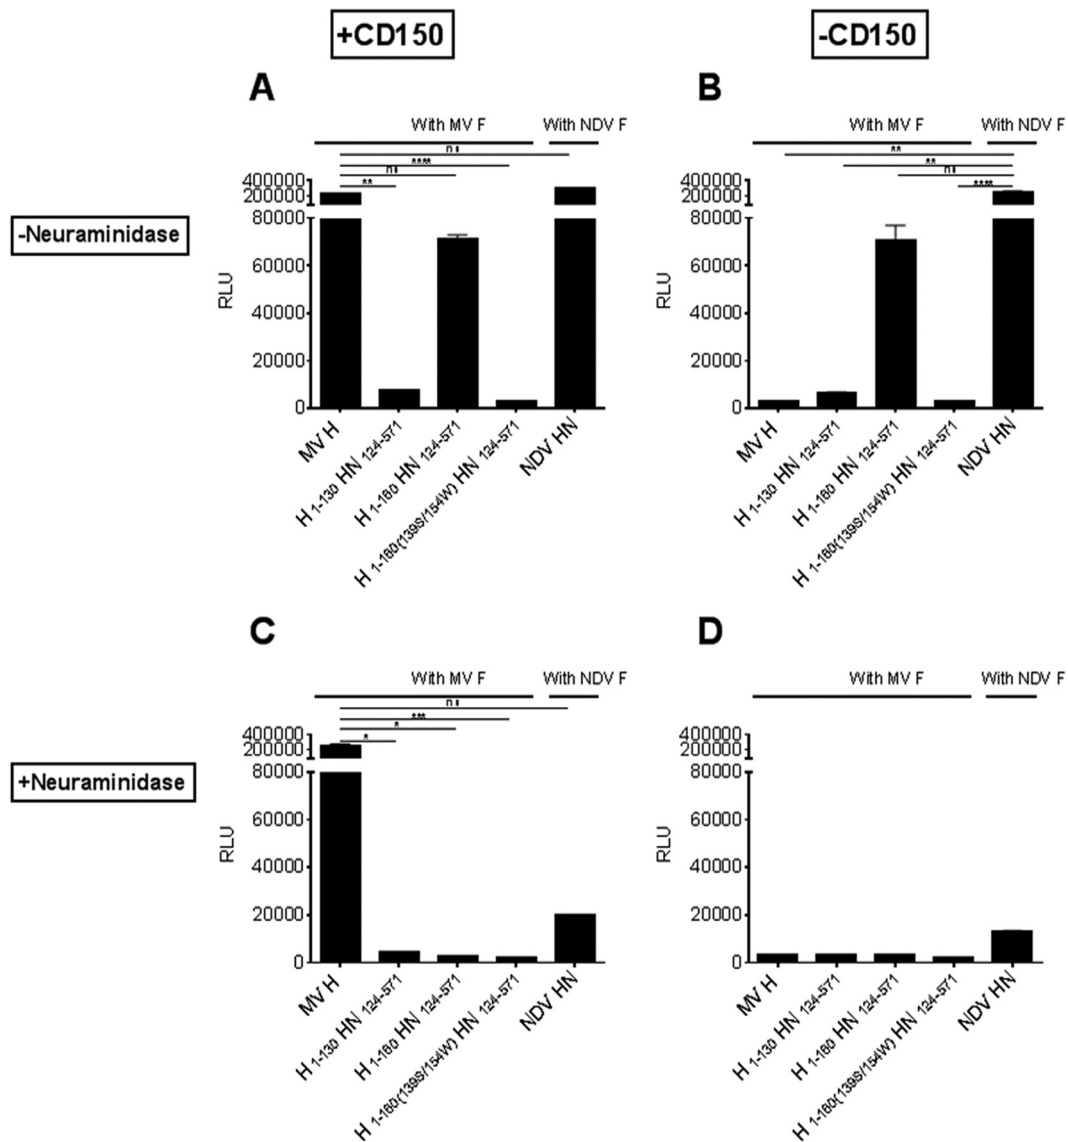 +CD150
-CD150
A
With MV F
With NDV F
ns
****
ns
**
400000
200000
80000
60000
40000
20000
0
RLU
MV H
H 1-130 HN 124-571
H 1-160 HN 124-571
H 1-160(139S/154W) HN 124-571
NDV HN
-Neuraminidase
B
With MV F
With NDV F
**
**
ns
****
400000
200000
80000
60000
40000
20000
0
RLU
MV H
H 1-130 HN 124-571
H 1-160 HN 124-571
H 1-160(139S/154W) HN 124-571
NDV HN
C
With MV F
With NDV F
ns
***
*
*
400000
200000
80000
60000
40000
20000
0
RLU
MV H
H 1-130 HN 124-571
H 1-160 HN 124-571
H 1-160(139S/154W) HN 124-571
NDV HN
+Neuraminidase
D
With MV F
With NDV F
400000
200000
80000
60000
40000
20000
0
RLU
MV H
H 1-130 HN 124-571
H 1-160 HN 124-571
H 1-160(139S/154W) HN 124-571
NDV HN